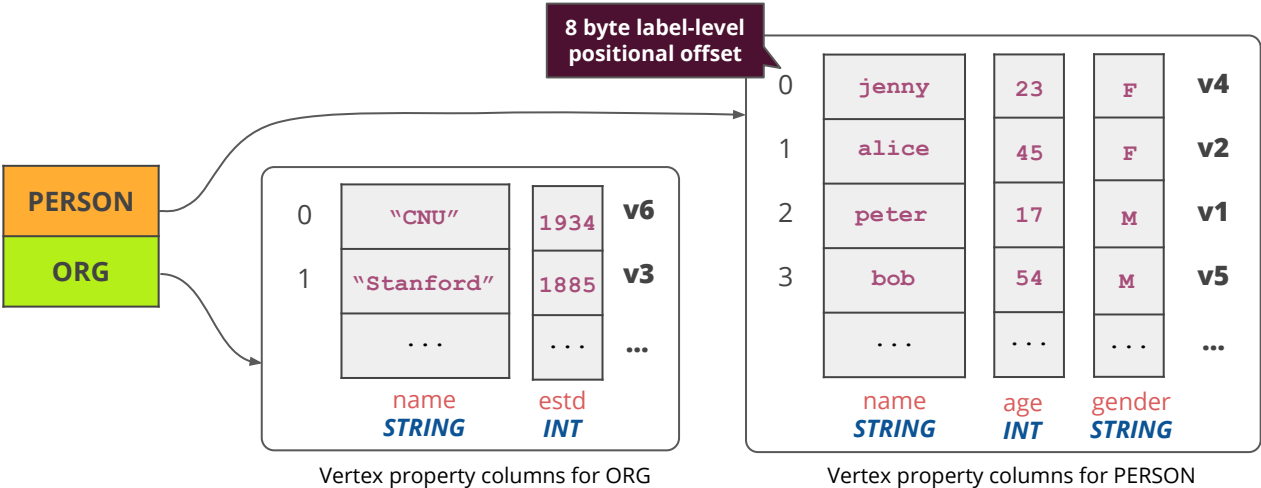 8 byte label-level
positional offset
PERSON
ORG
0 “CNU” 1934 v6
1 “Stanford” 1885 v3
... ... ...
name estd
STRING INT
Vertex property columns for ORG
0 jenny 23 F v4
1 alice 45 F v2
2 peter 17 M v1
3 bob 54 M v5
... ... ... ...
name age gender
STRING INT STRING
Vertex property columns for PERSON